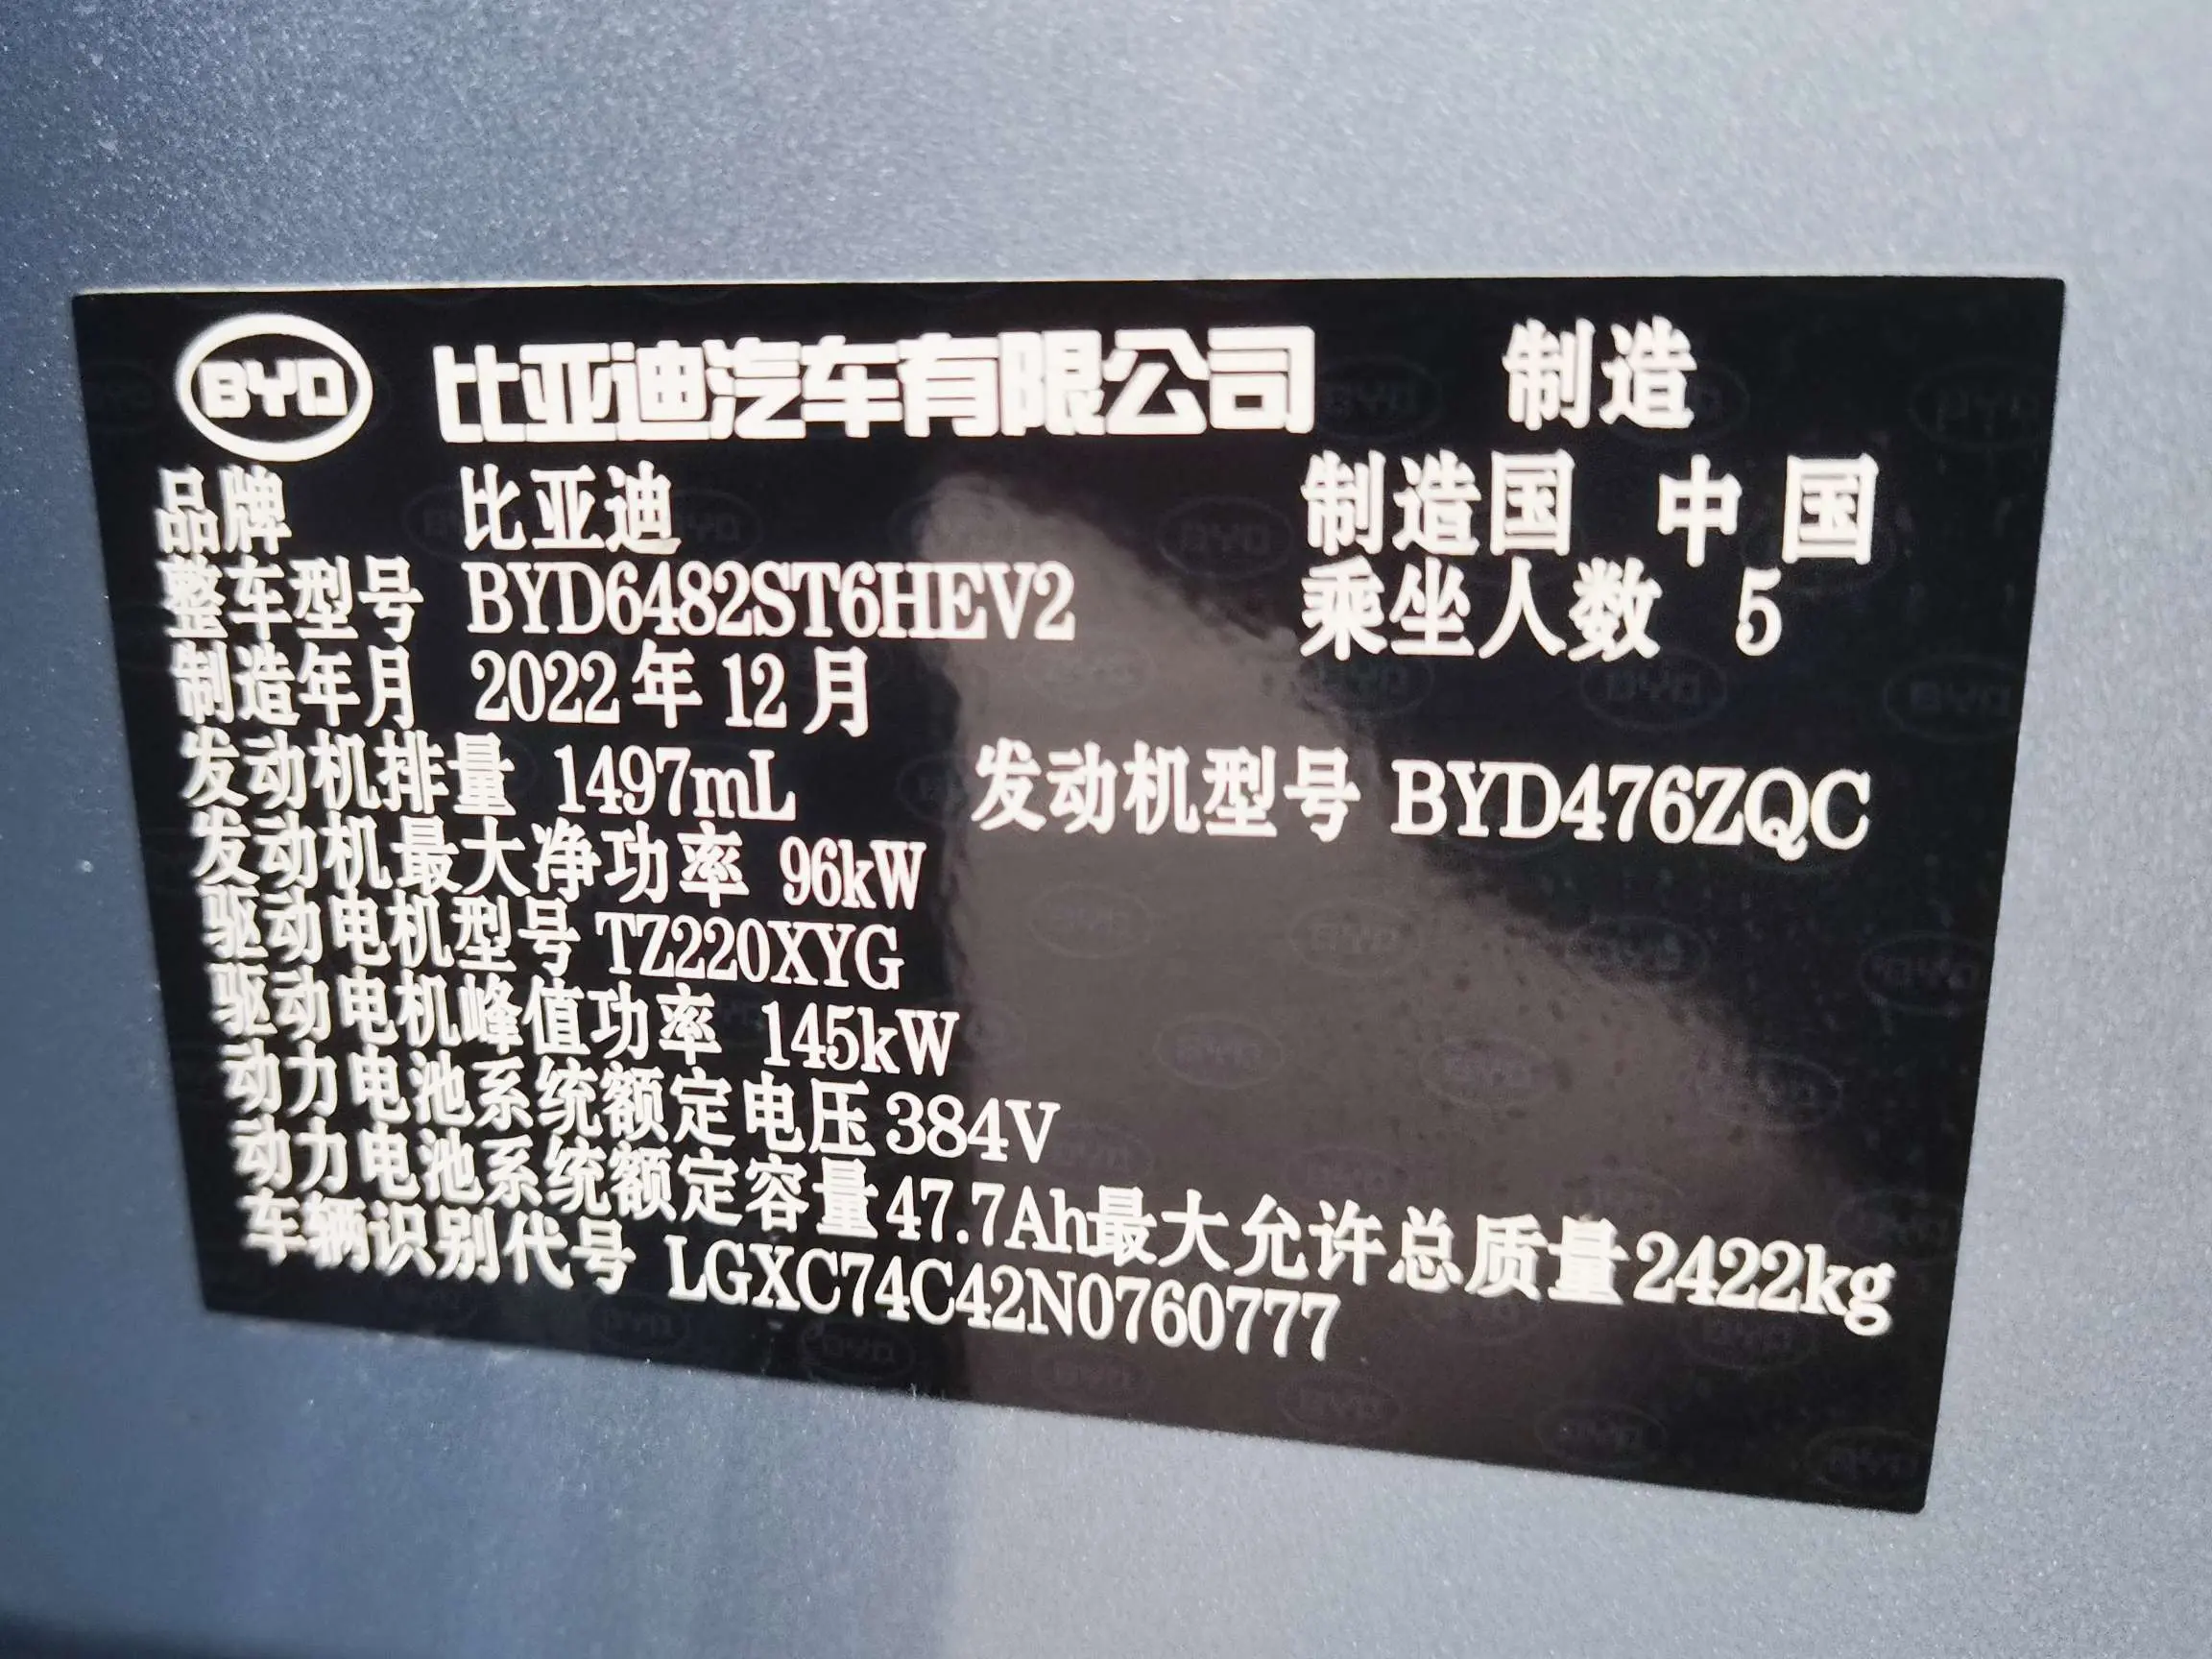 BYD 比亚迪汽车有限公司 制造
品牌 比亚迪 制造国 中国
整车型号 BYD6482ST6HEV2 乘坐人数 5
制造年月 2022年12月
发动机排量 1497mL 发动机型号 BYD476ZQC
发动机最大净功率 96kW
驱动电机型号 TZ220XYG
驱动电机峰值功率 145kW
动力电池系统额定电压 384V
动力电池系统额定容量 47.7Ah 最大允许总质量 2422kg
车辆识别代号 LGXC74C42N0760777